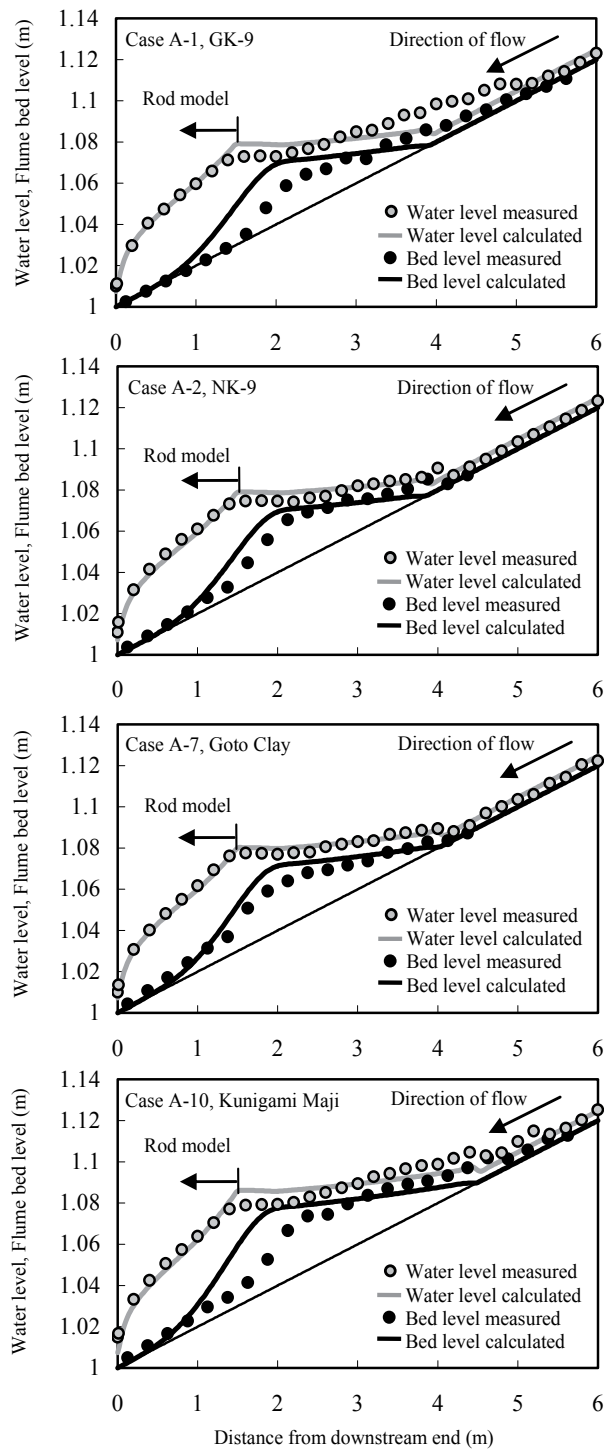 Water level, Flume bed level (m)
1.14
1.12
1.1
1.08
1.06
1.04
1.02
1
Case A-1, GK-9
Direction of flow
Rod model
Water level measured
Water level calculated
Bed level measured
Bed level calculated
0 1 2 3 4 5 6
Water level, Flume bed level (m)
1.14
1.12
1.1
1.08
1.06
1.04
1.02
1
Case A-2, NK-9
Direction of flow
Rod model
Water level measured
Water level calculated
Bed level measured
Bed level calculated
0 1 2 3 4 5 6
Water level, Flume bed level (m)
1.14
1.12
1.1
1.08
1.06
1.04
1.02
1
Case A-7, Goto Clay
Direction of flow
Rod model
Water level measured
Water level calculated
Bed level measured
Bed level calculated
0 1 2 3 4 5 6
Water level, Flume bed level (m)
1.14
1.12
1.1
1.08
1.06
1.04
1.02
1
Case A-10, Kunigami Maji
Direction of flow
Rod model
Water level measured
Water level calculated
Bed level measured
Bed level calculated
0 1 2 3 4 5 6
Distance from downstream end (m)